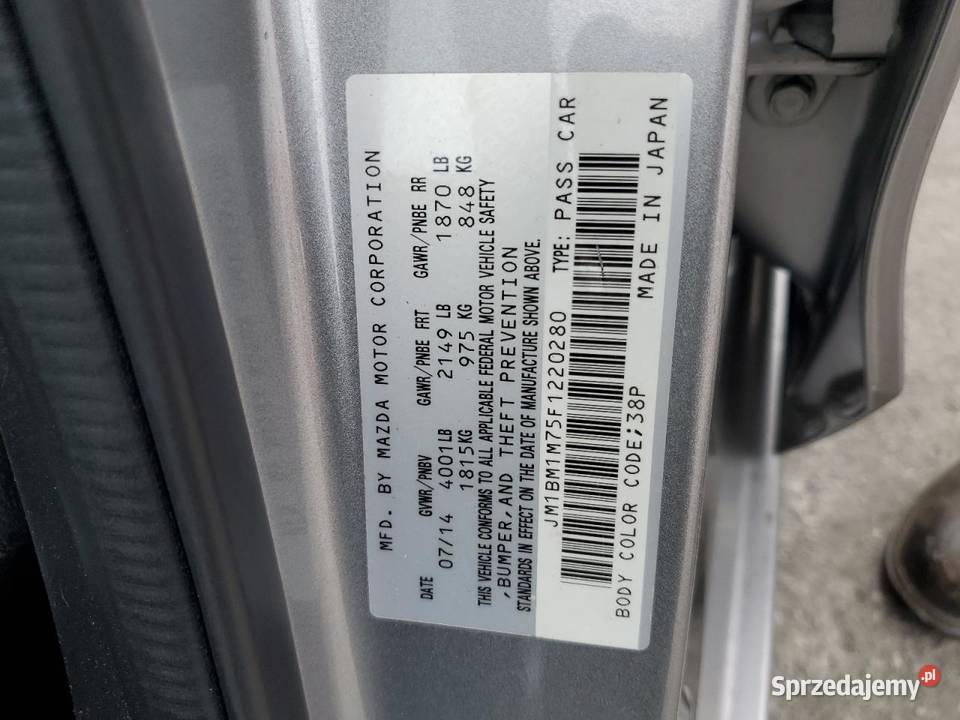 MFD. BY MAZDA MOTOR CORPORATION
DATE GVWR/PNBV GAWR/PNBE FRT GAWR/PNBE RR
07/14 4001LB 2149 LB 1870 LB
1815KG 975 KG 848 KG
THIS VEHICLE CONFORMS TO ALL APPLICABLE FEDERAL MOTOR VEHICLE SAFETY
,BUMPER,AND THEFT PREVENTION
STANDARDS IN EFFECT ON THE DATE OF MANUFACTURE SHOWN ABOVE.
JM1BM1M75F1220280 TYPE: PASS CAR
BODY COLOR CODE;38P MADE IN JAPAN
Sprzedajemy.pl